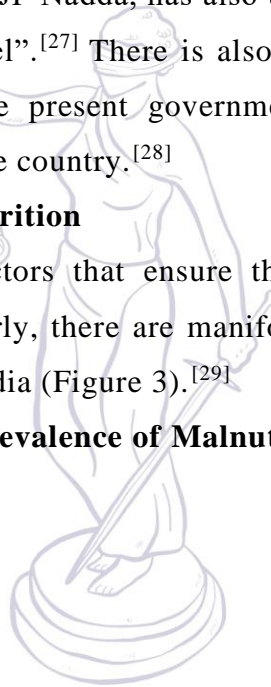 JP Nadda, has also
el”.[27] There is also
e present governme
e country.[28]
rition
ctors that ensure th
rly, there are manifo
dia (Figure 3).[29]
evalence of Malnut